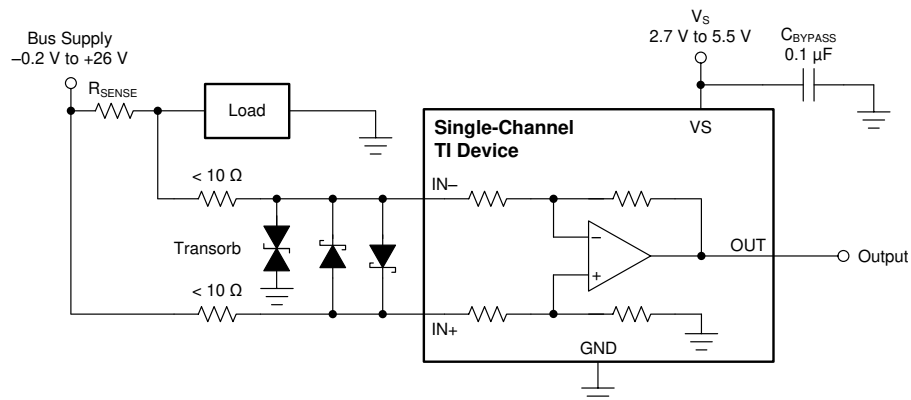 Bus Supply
–0.2 V to +26 V
RSENSE
Load
VS
2.7 V to 5.5 V
CBYPASS
0.1 µF
Single-Channel
TI Device
VS
< 10 Ω
IN–
Transorb
–
+
OUT
Output
< 10 Ω
IN+
GND